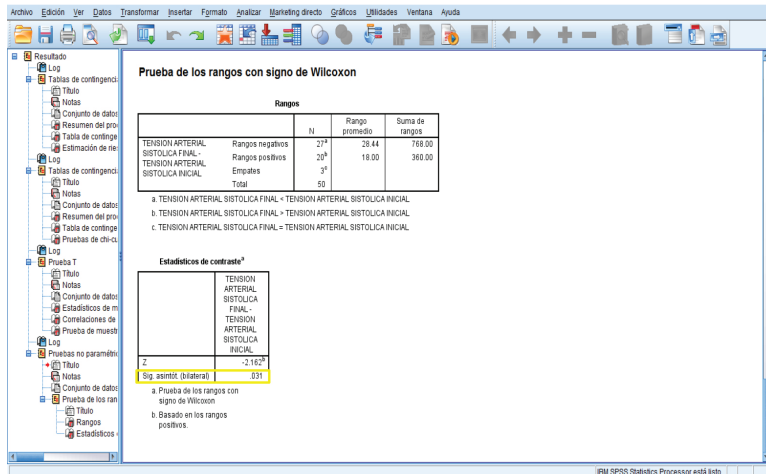 Archivo Edición Ver Datos Transformar Insertar Formato Analizar Marketing directo Gráficos Utilidades Ventana Ayuda
Resultado
Log
Tablas de contingenci
Título
Notas
Conjunto de datos
Resumen del pro
Tabla de continge
Estimación de rie
Log
Tablas de contingenci
Título
Notas
Conjunto de datos
Resumen del pro
Tabla de continge
Pruebas de chi-cu
Log
Prueba T
Título
Notas
Conjunto de datos
Estadísticos de m
Correlaciones de
Prueba de muestr
Log
Pruebas no paramétric
Título
Notas
Conjunto de datos
Prueba de los ran
Título
Rangos
Estadísticos
Prueba de los rangos con signo de Wilcoxon
Rangos
N Rango promedio Suma de rangos
TENSION ARTERIAL SISTOLICA FINAL - TENSION ARTERIAL SISTOLICA INICIAL
Rangos negativos 27a 28.44 768.00
Rangos positivos 20b 18.00 360.00
Empates 3c
Total 50
a. TENSION ARTERIAL SISTOLICA FINAL < TENSION ARTERIAL SISTOLICA INICIAL
b. TENSION ARTERIAL SISTOLICA FINAL > TENSION ARTERIAL SISTOLICA INICIAL
c. TENSION ARTERIAL SISTOLICA FINAL = TENSION ARTERIAL SISTOLICA INICIAL
Estadísticos de contraste a
TENSION
ARTERIAL
SISTOLICA
FINAL -
TENSION
ARTERIAL
SISTOLICA
INICIAL
Z -2.162b
Sig. asintót. (bilateral) .031
a. Prueba de los rangos con
signo de Wilcoxon
b. Basado en los rangos
positivos.
IBM SPSS Statistics Processor está listo